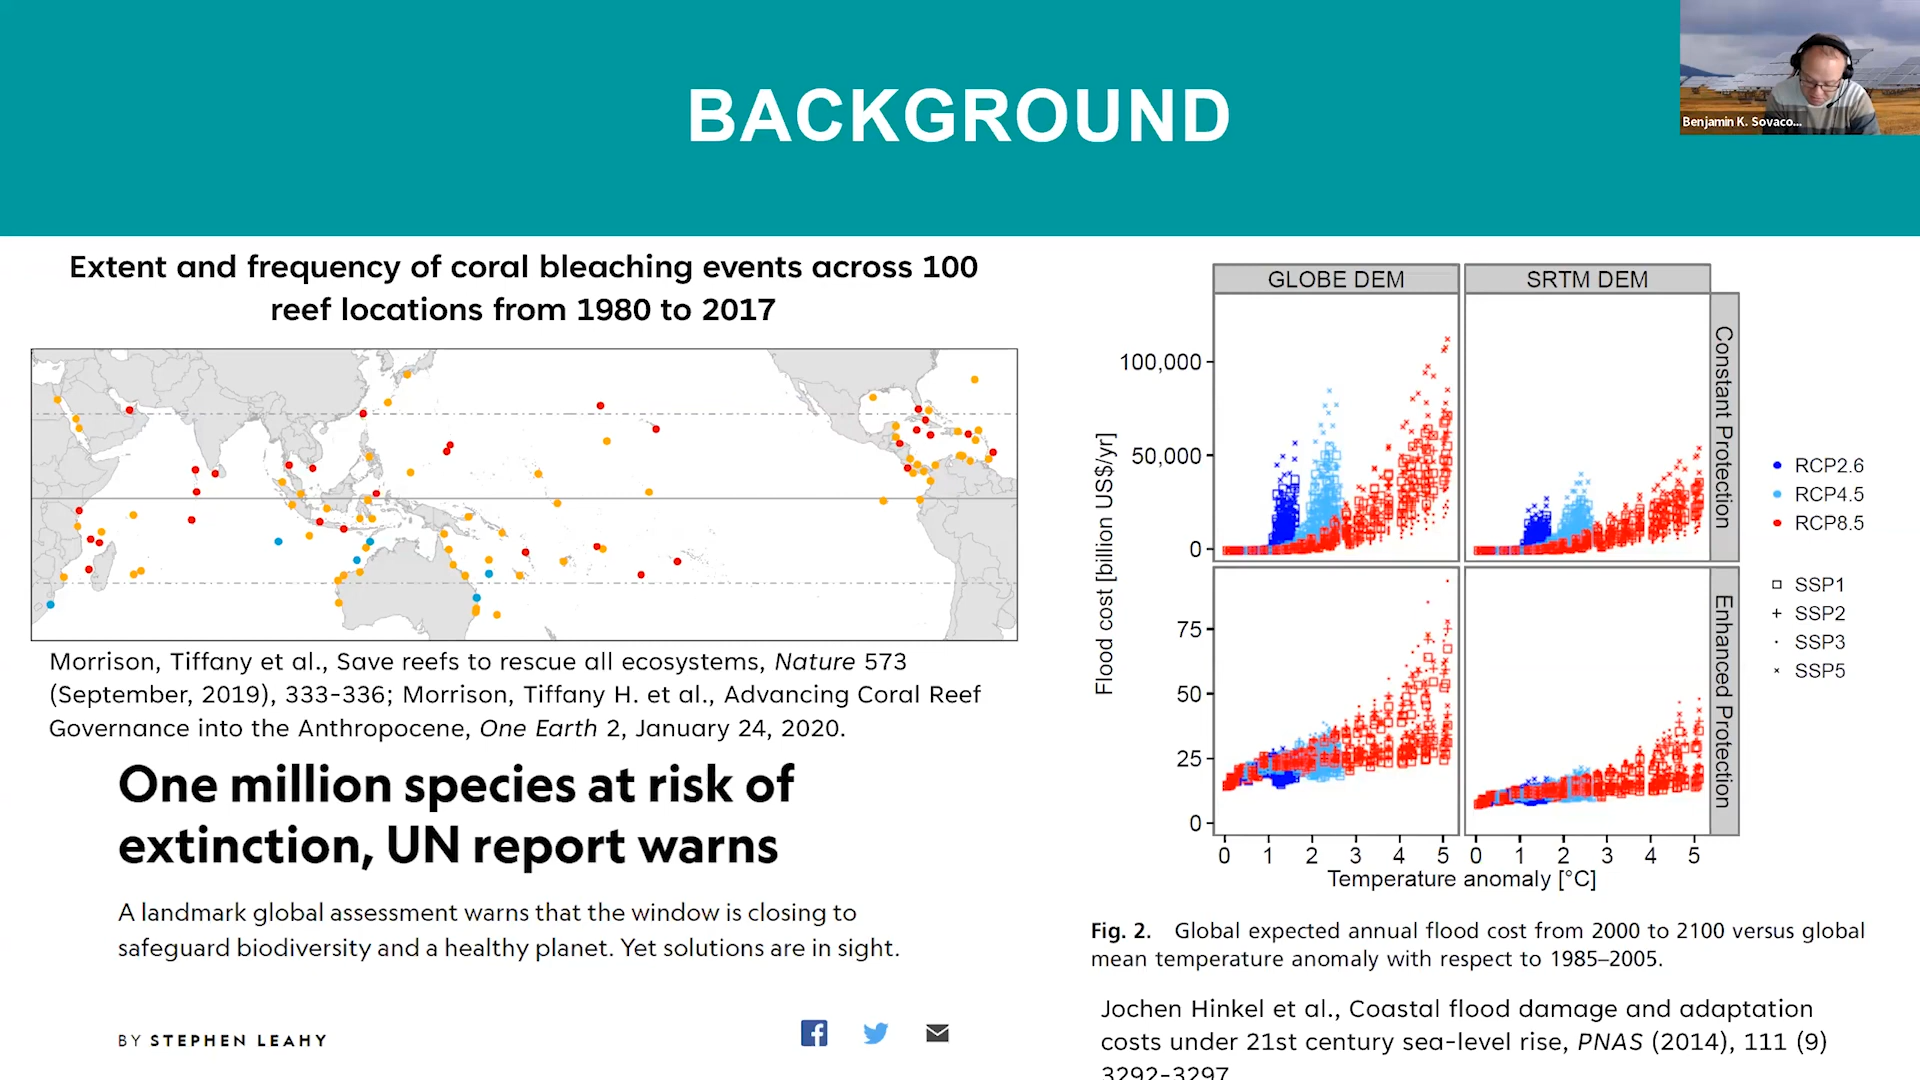 BACKGROUND
Benjamin K. Sovaco...
Extent and frequency of coral bleaching events across 100
reef locations from 1980 to 2017
Morrison, Tiffany et al., Save reefs to rescue all ecosystems, Nature 573
(September, 2019), 333-336; Morrison, Tiffany H. et al., Advancing Coral Reef
Governance into the Anthropocene, One Earth 2, January 24, 2020.
One million species at risk of
extinction, UN report warns
A landmark global assessment warns that the window is closing to
safeguard biodiversity and a healthy planet. Yet solutions are in sight.
BY STEPHEN LEAHY
GLOBE DEM
SRTM DEM
Constant Protection
Enhanced Protection
Flood cost [billion US$/yr]
100,000
50,000
0
75
50
25
0
0 1 2 3 4 5
0 1 2 3 4 5
Temperature anomaly [°C]
RCP2.6
RCP4.5
RCP8.5
SSP1
SSP2
SSP3
SSP5
Fig. 2. Global expected annual flood cost from 2000 to 2100 versus global
mean temperature anomaly with respect to 1985–2005.
Jochen Hinkel et al., Coastal flood damage and adaptation
costs under 21st century sea-level rise, PNAS (2014), 111 (9)
3292-3297